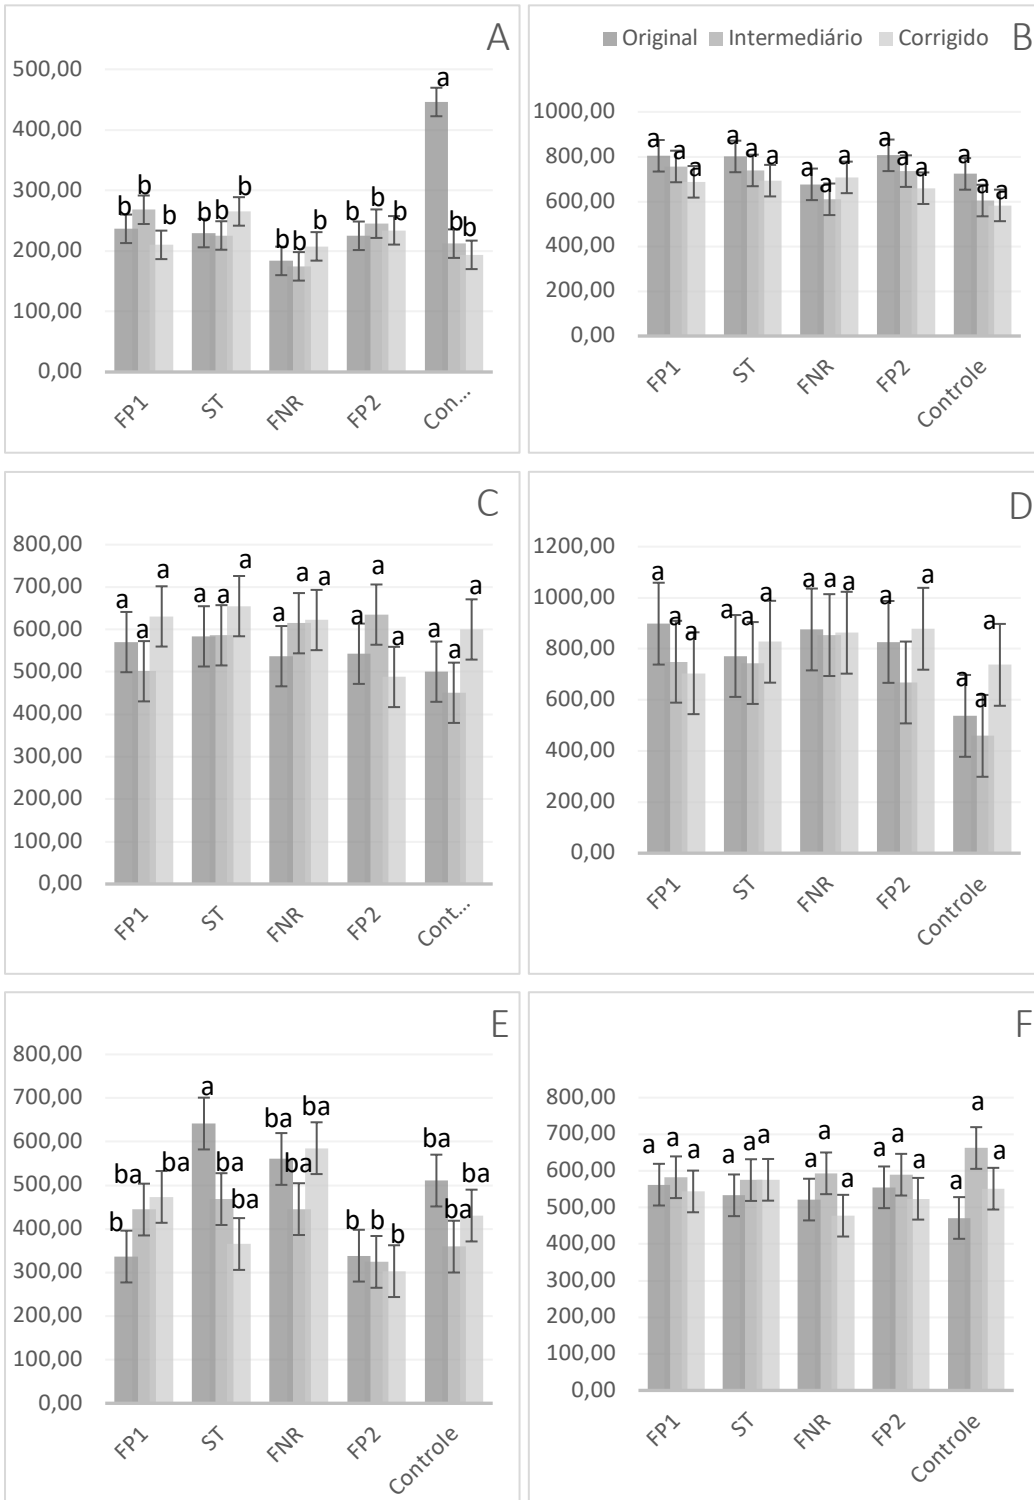 A
500,00
400,00
300,00
200,00
100,00
0,00
a
b b b
b b b
b b b
b b b
b b
FP1 ST FNR FP2 Con...
B
Original Intermediário Corrigido
1000,00
800,00
600,00
400,00
200,00
0,00
a a a
a a a
a a a
a a a
a a a
FP1 ST FNR FP2 Controle
C
800,00
700,00
600,00
500,00
400,00
300,00
200,00
100,00
0,00
a a a
a a a
a a a
a a a
a a a
FP1 ST FNR FP2 Cont...
D
1200,00
1000,00
800,00
600,00
400,00
200,00
0,00
a a a
a a a
a a a
a a
a a a
FP1 ST FNR FP2 Controle
E
800,00
700,00
600,00
500,00
400,00
300,00
200,00
100,00
0,00
b ba ba
a ba ba
ba ba ba
b b b
ba ba ba
FP1 ST FNR FP2 Controle
F
800,00
700,00
600,00
500,00
400,00
300,00
200,00
100,00
0,00
a a a
a a a
a a a
a a a
a a a
FP1 ST FNR FP2 Controle